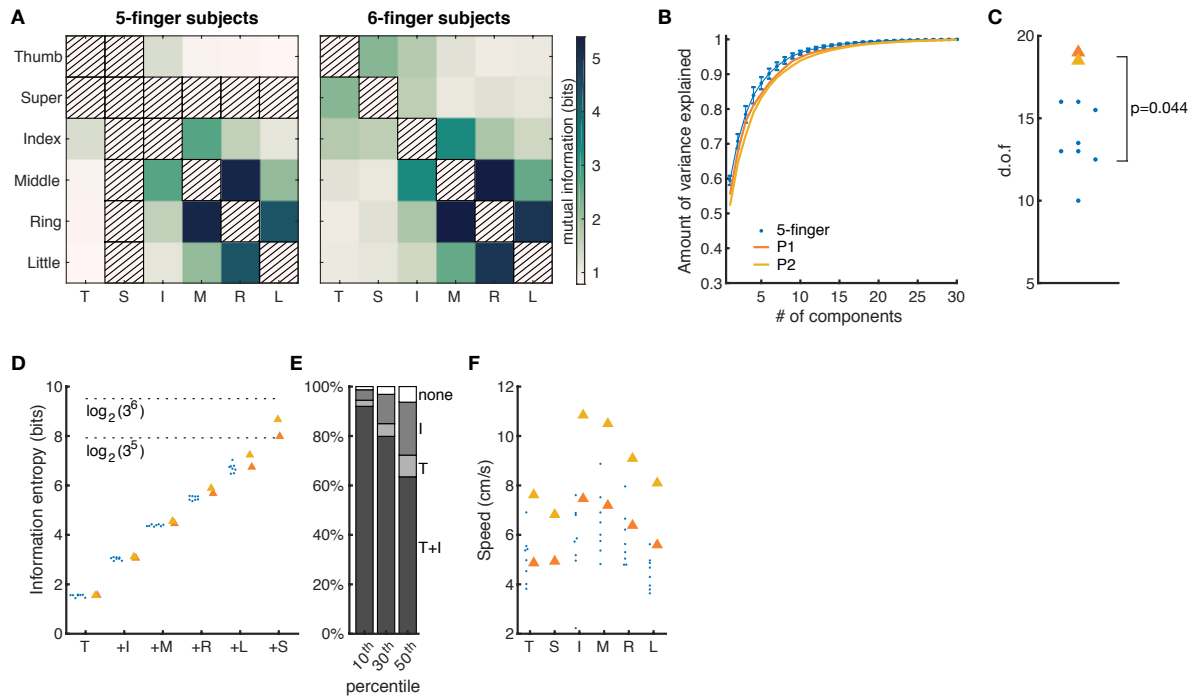 A
5-finger subjects
6-finger subjects
Thumb
Super
Index
Middle
Ring
Little
T S I M R L
T S I M R L
5
4
3
2
1
mutual information (bits)
B
1
0.9
0.8
0.7
0.6
0.5
0.4
0.3
Amount of variance explained
5-finger
P1
P2
5 10 15 20 25 30
# of components
C
20
15
10
5
d.o.f
p=0.044
D
10
8
6
4
2
0
Information entropy (bits)
log2(3^6)
log2(3^5)
T +I +M +R +L +S
E
100%
80%
60%
40%
20%
0%
none
I
T
T+I
10th 30th 50th
percentile
F
12
10
8
6
4
2
Speed (cm/s)
T S I M R L